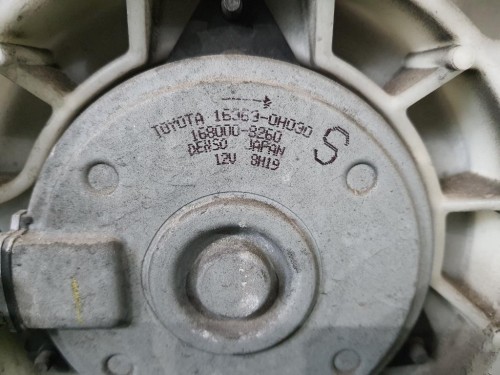 TOYOTA 16363-0H030
168000-8260
DENSO JAPAN
12V 8H19
S